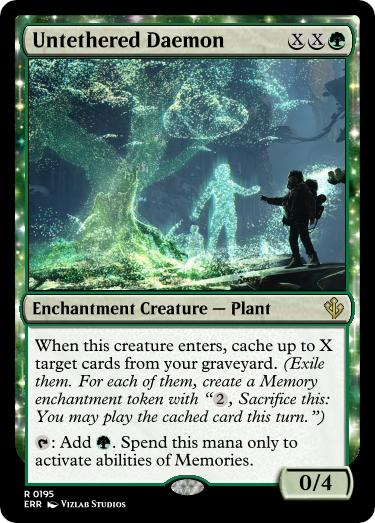 Untethered Daemon XXG
Enchantment Creature — Plant
When this creature enters, cache up to X
target cards from your graveyard. (Exile
them. For each of them, create a Memory
enchantment token with “2, Sacrifice this:
You may play the cached card this turn.”)
: Add . Spend this mana only to
activate abilities of Memories.
0/4
R 0195
ERR VIZLAB STUDIOS